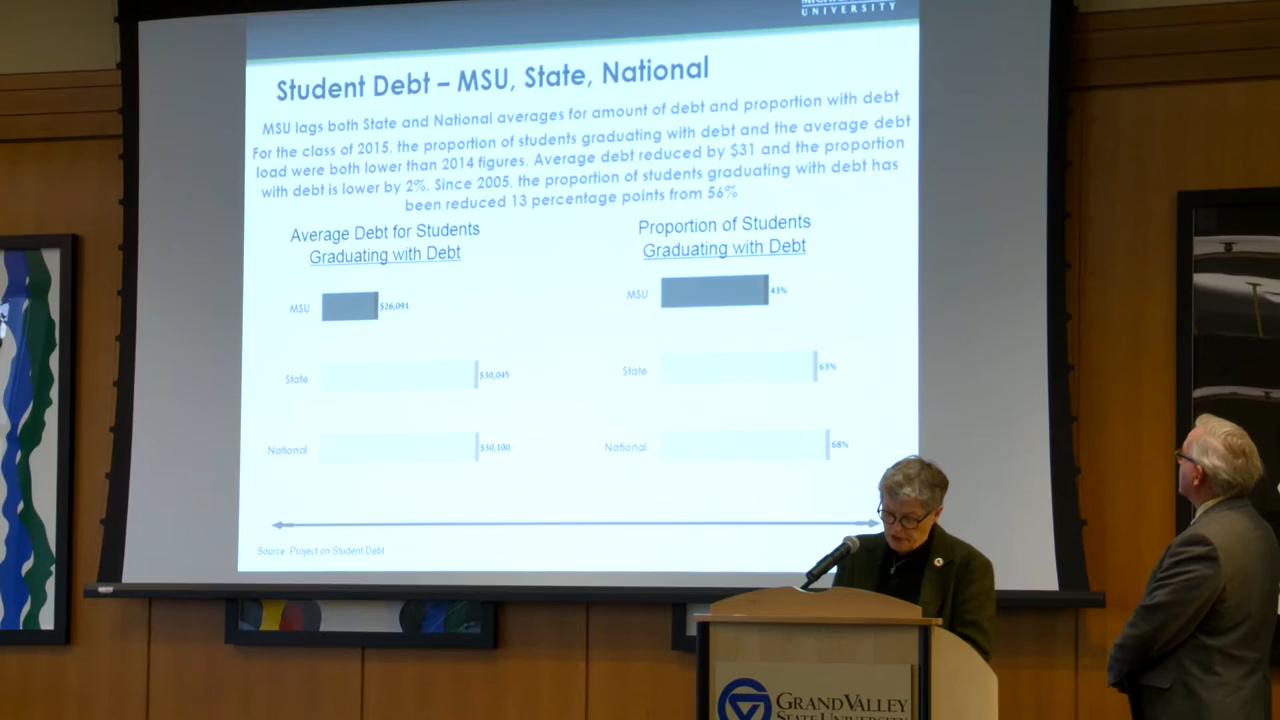 UNIVERSITY
Student Debt – MSU, State, National
MSU lags both State and National averages for amount of debt and proportion with debt
For the class of 2015, the proportion of students graduating with debt and the average debt
load were both lower than 2014 figures. Average debt reduced by $31 and the proportion
with debt is lower by 2%. Since 2005, the proportion of students graduating with debt has
been reduced 13 percentage points from 56%
Average Debt for Students
Graduating with Debt
MSU $26,091
State $30,045
National $30,100
Proportion of Students
Graduating with Debt
MSU 43%
State 63%
National 68%
Source: Project on Student Debt
GRAND VALLEY
STATE UNIVERSITY